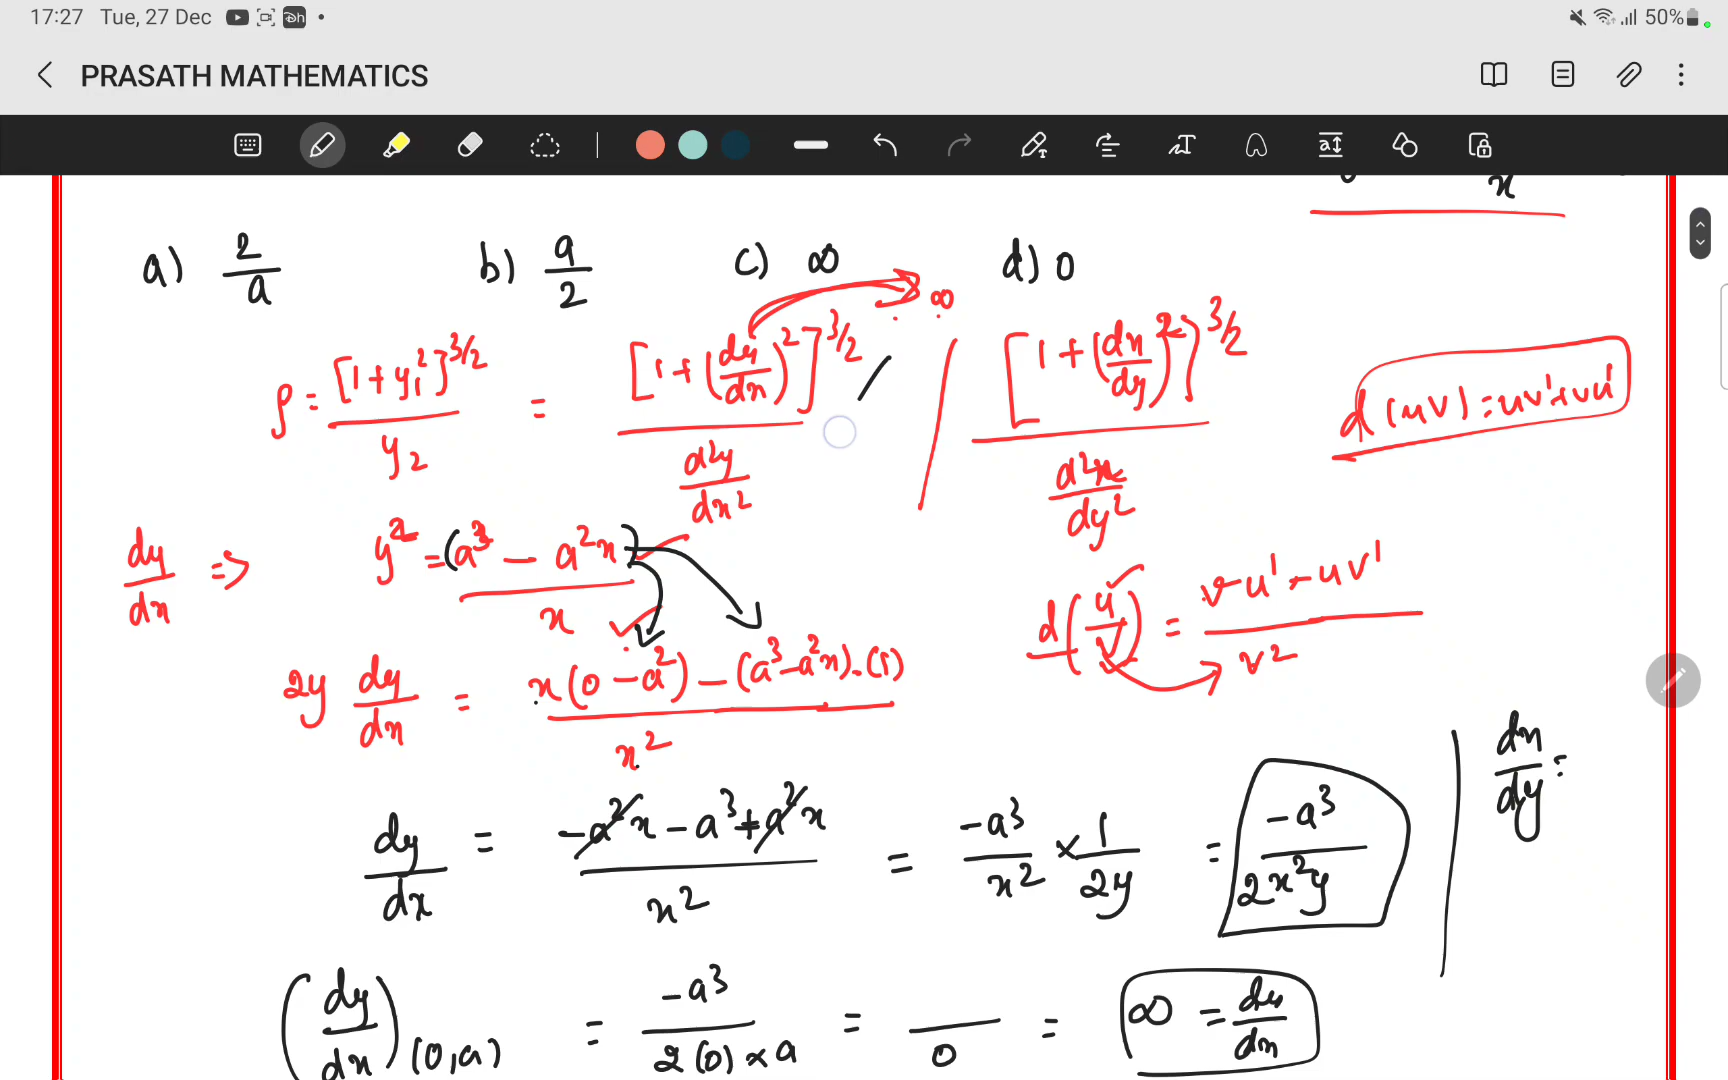 17:27 Tue, 27 Dec 50%
PRASATH MATHEMATICS
x
a) 2/a b) a/2 c) ∞ d) 0
ρ = [1+y₁²]^3/2 / y₂ = [1+(dy/dx)²]^3/2 / d²y/dx² ∞ [1+(dx/dy)²]^3/2 / d²x/dy² d(uv) = uv'+vu'
dy/dx ⇒ y² = (a³ − a²x) / x d(u/v) = vu' − uv' / v²
2y dy/dx = x(0 − a²) − (a³ − a²x).(1) / x²
dy/dx = −a²x − a³ + a²x / x² = −a³/x² × 1/2y = −a³/2x²y dx/dy =
(dy/dx)(0,a) = −a³ / 2(0)×a = /0 = ∞ = dy/dx